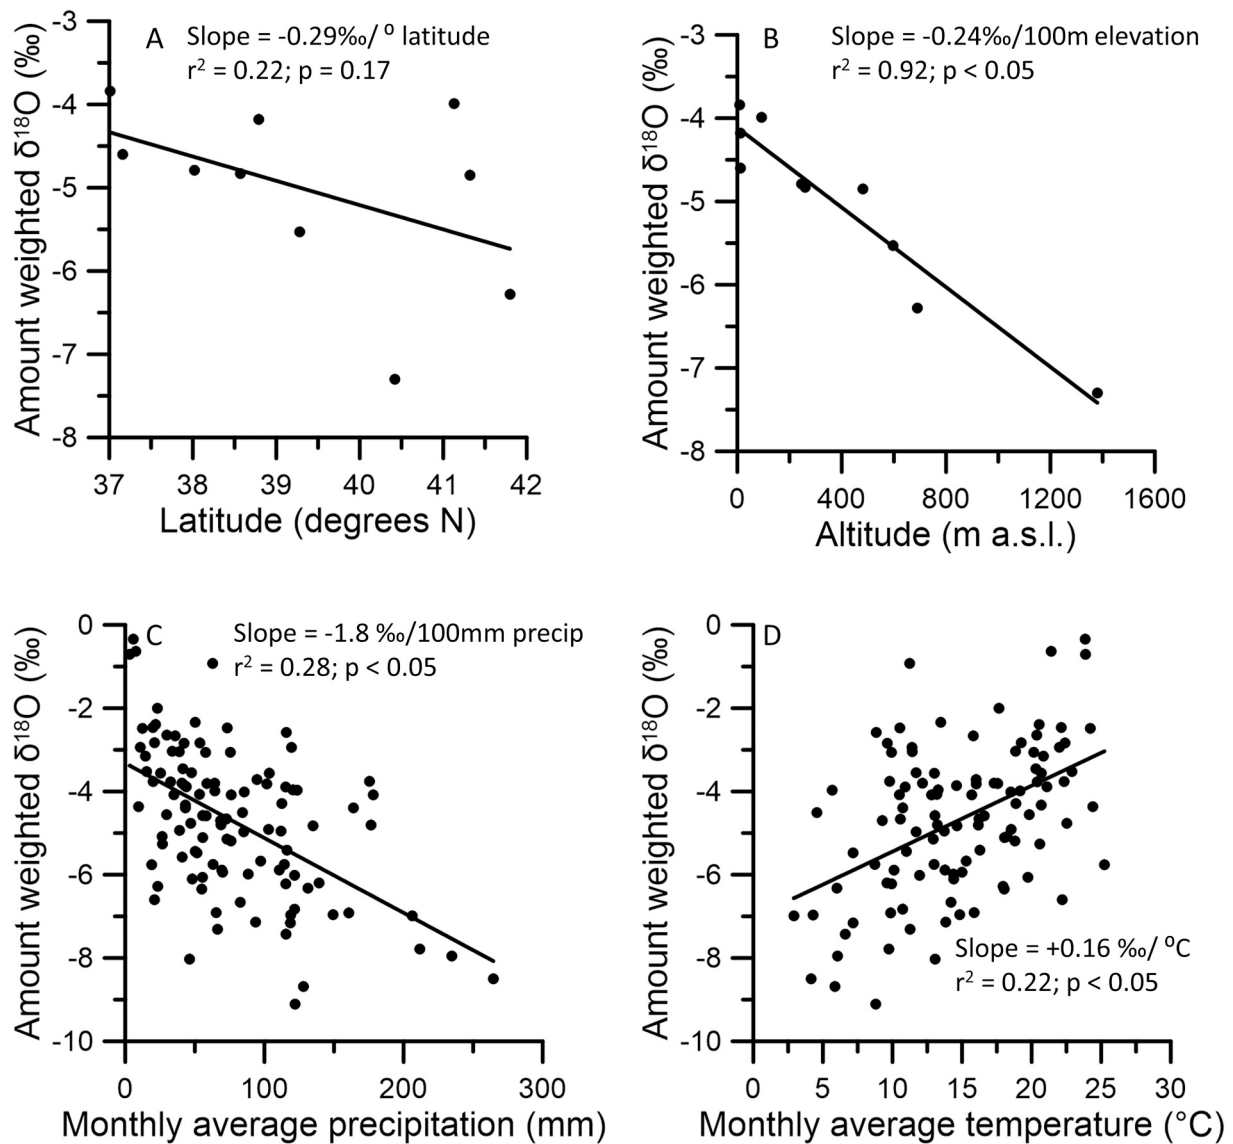 A
Slope = -0.29‰/ ° latitude
r² = 0.22; p = 0.17
Amount weighted δ¹⁸O (‰)
-3
-4
-5
-6
-7
-8
37 38 39 40 41 42
Latitude (degrees N)
B
Slope = -0.24‰/100m elevation
r² = 0.92; p < 0.05
Amount weighted δ¹⁸O (‰)
-3
-4
-5
-6
-7
-8
0 400 800 1200 1600
Altitude (m a.s.l.)
C
Slope = -1.8 ‰/100mm precip
r² = 0.28; p < 0.05
Amount weighted δ¹⁸O (‰)
0
-2
-4
-6
-8
-10
0 100 200 300
Monthly average precipitation (mm)
D
Slope = +0.16 ‰/ °C
r² = 0.22; p < 0.05
Amount weighted δ¹⁸O (‰)
0
-2
-4
-6
-8
-10
0 5 10 15 20 25 30
Monthly average temperature (°C)